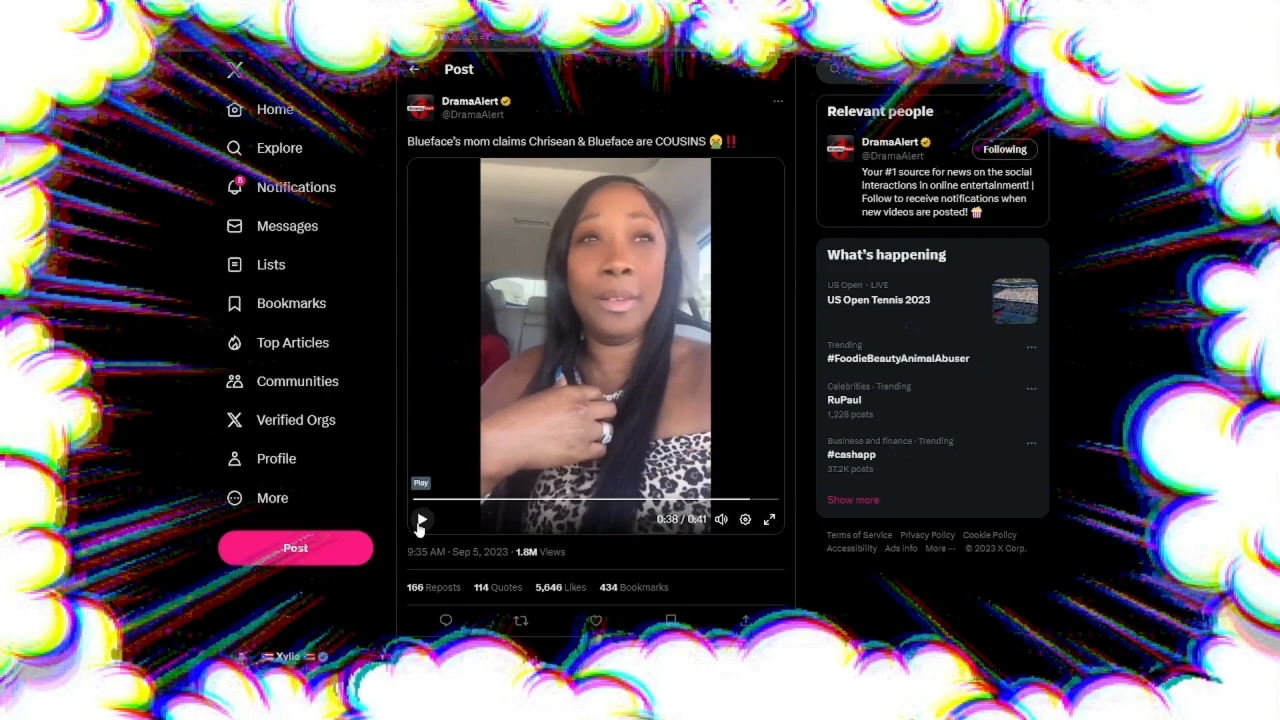 Home
Explore
8
Notifications
Messages
Lists
Bookmarks
Top Articles
Communities
Verified Orgs
Profile
More
Post
Xylie
Post
DramaAlert
@DramaAlert
Blueface's mom claims Chrisean & Blueface are COUSINS 🤮‼️
Play
0:38 / 0:41
9:35 AM · Sep 5, 2023 · 1.8M Views
166 Reposts 114 Quotes 5,646 Likes 434 Bookmarks
Relevant people
DramaAlert
@DramaAlert
Following
Your #1 source for news on the social
interactions in online entertainment! |
Follow to receive notifications when
new videos are posted! 🍿
What's happening
US Open · LIVE
US Open Tennis 2023
Trending
#FoodieBeautyAnimalAbuser
Celebrities · Trending
RuPaul
1,228 posts
Business and finance · Trending
#cashapp
37.2K posts
Show more
Terms of Service Privacy Policy Cookie Policy
Accessibility Ads info More ··· © 2023 X Corp.